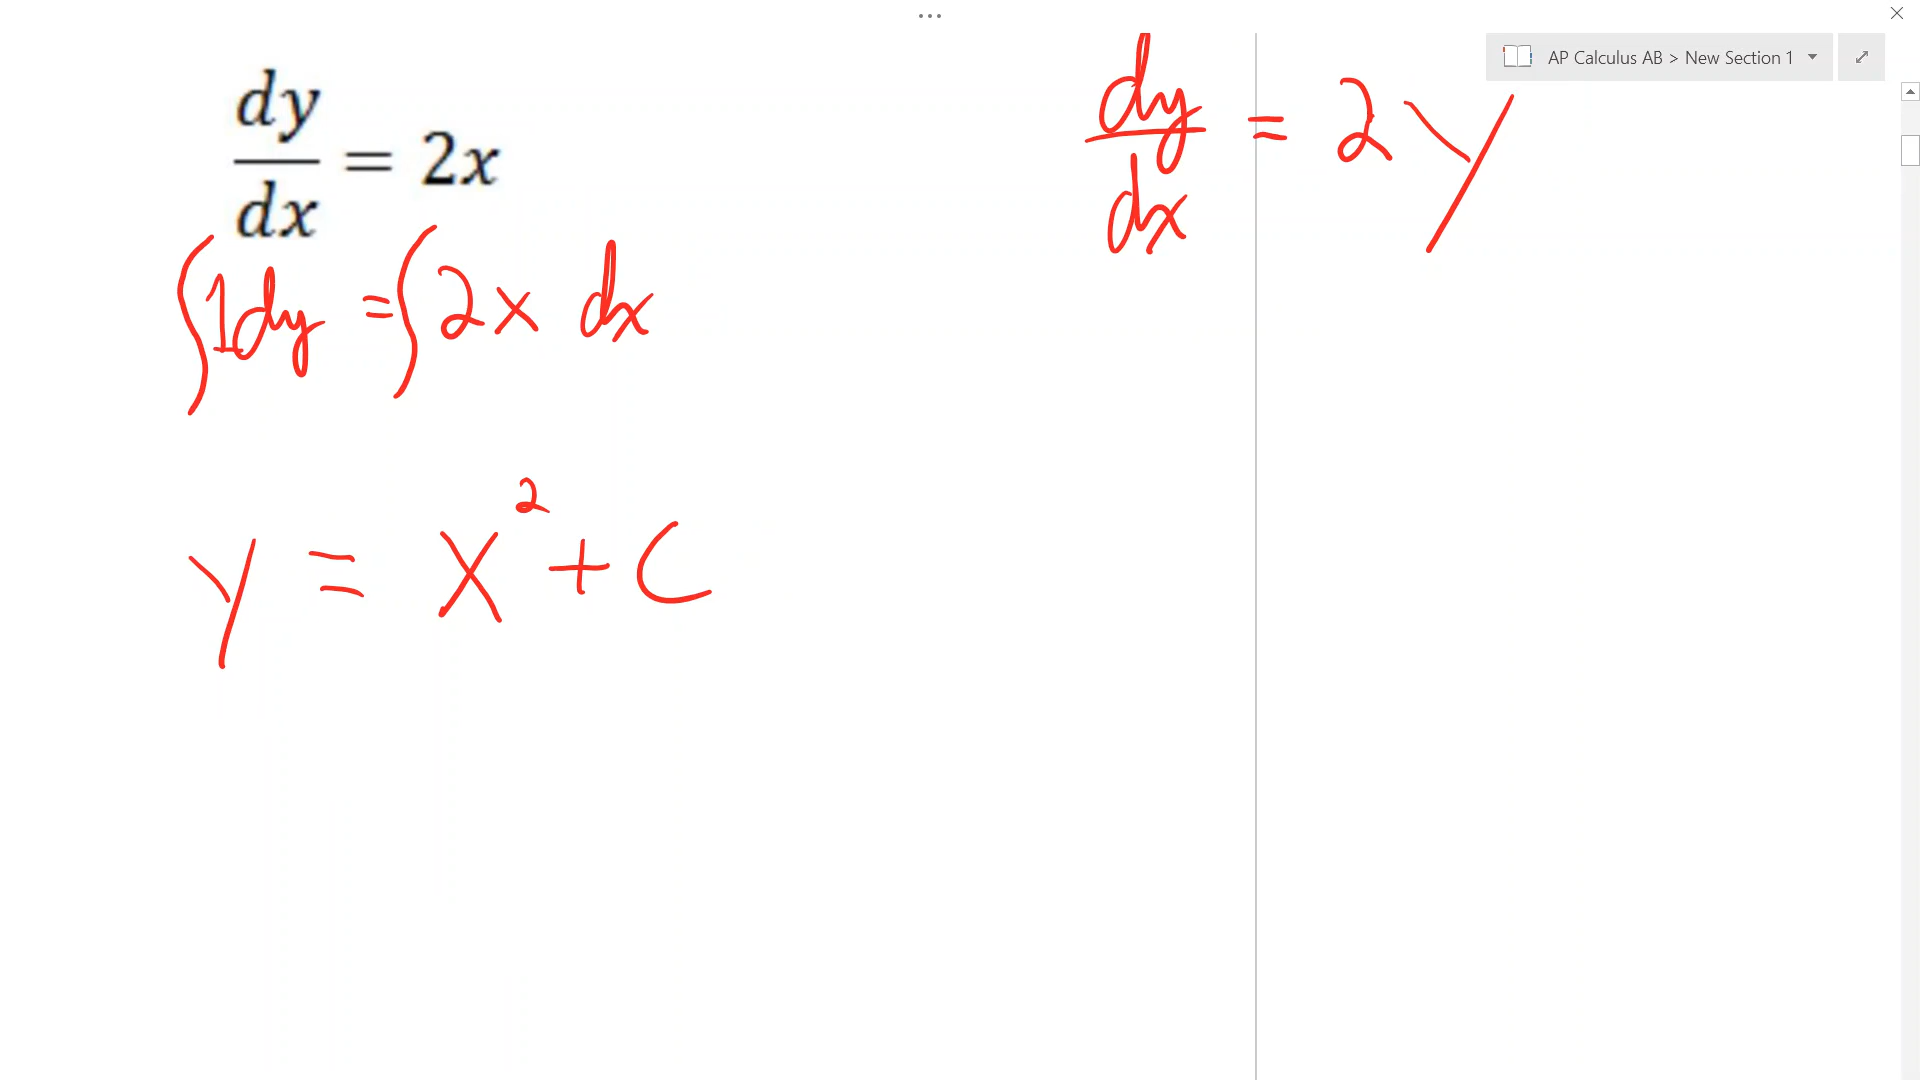 ...
AP Calculus AB > New Section 1
dy/dx = 2x
∫1dy = ∫2x dx
y = x² + C
dy/dx = 2y